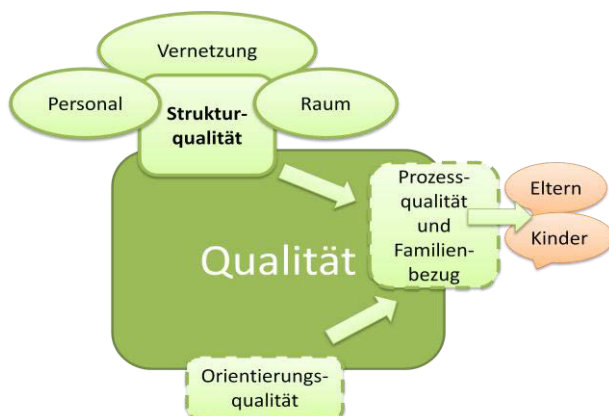 Vernetzung
Personal
Struktur-
qualität
Raum
Prozess-
qualität
und
Familien-
bezug
Eltern
Kinder
Qualität
Orientierungs-
qualität